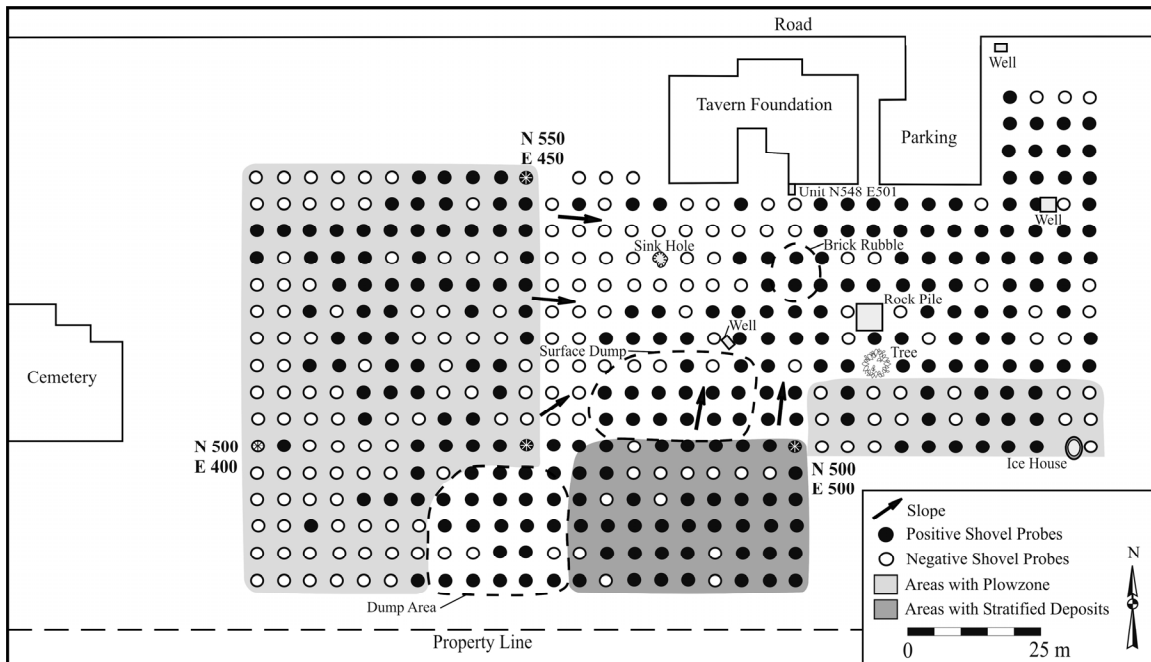 Road
Well
Tavern Foundation
Parking
N 550
E 450
Unit N548 E501
Well
Sink Hole
Brick Rubble
Rock Pile
Well
Surface Dump
Tree
Cemetery
N 500
E 400
N 500
E 500
Ice House
Dump Area
Property Line
Slope
Positive Shovel Probes
Negative Shovel Probes
Areas with Plowzone
Areas with Stratified Deposits
N
0 25 m